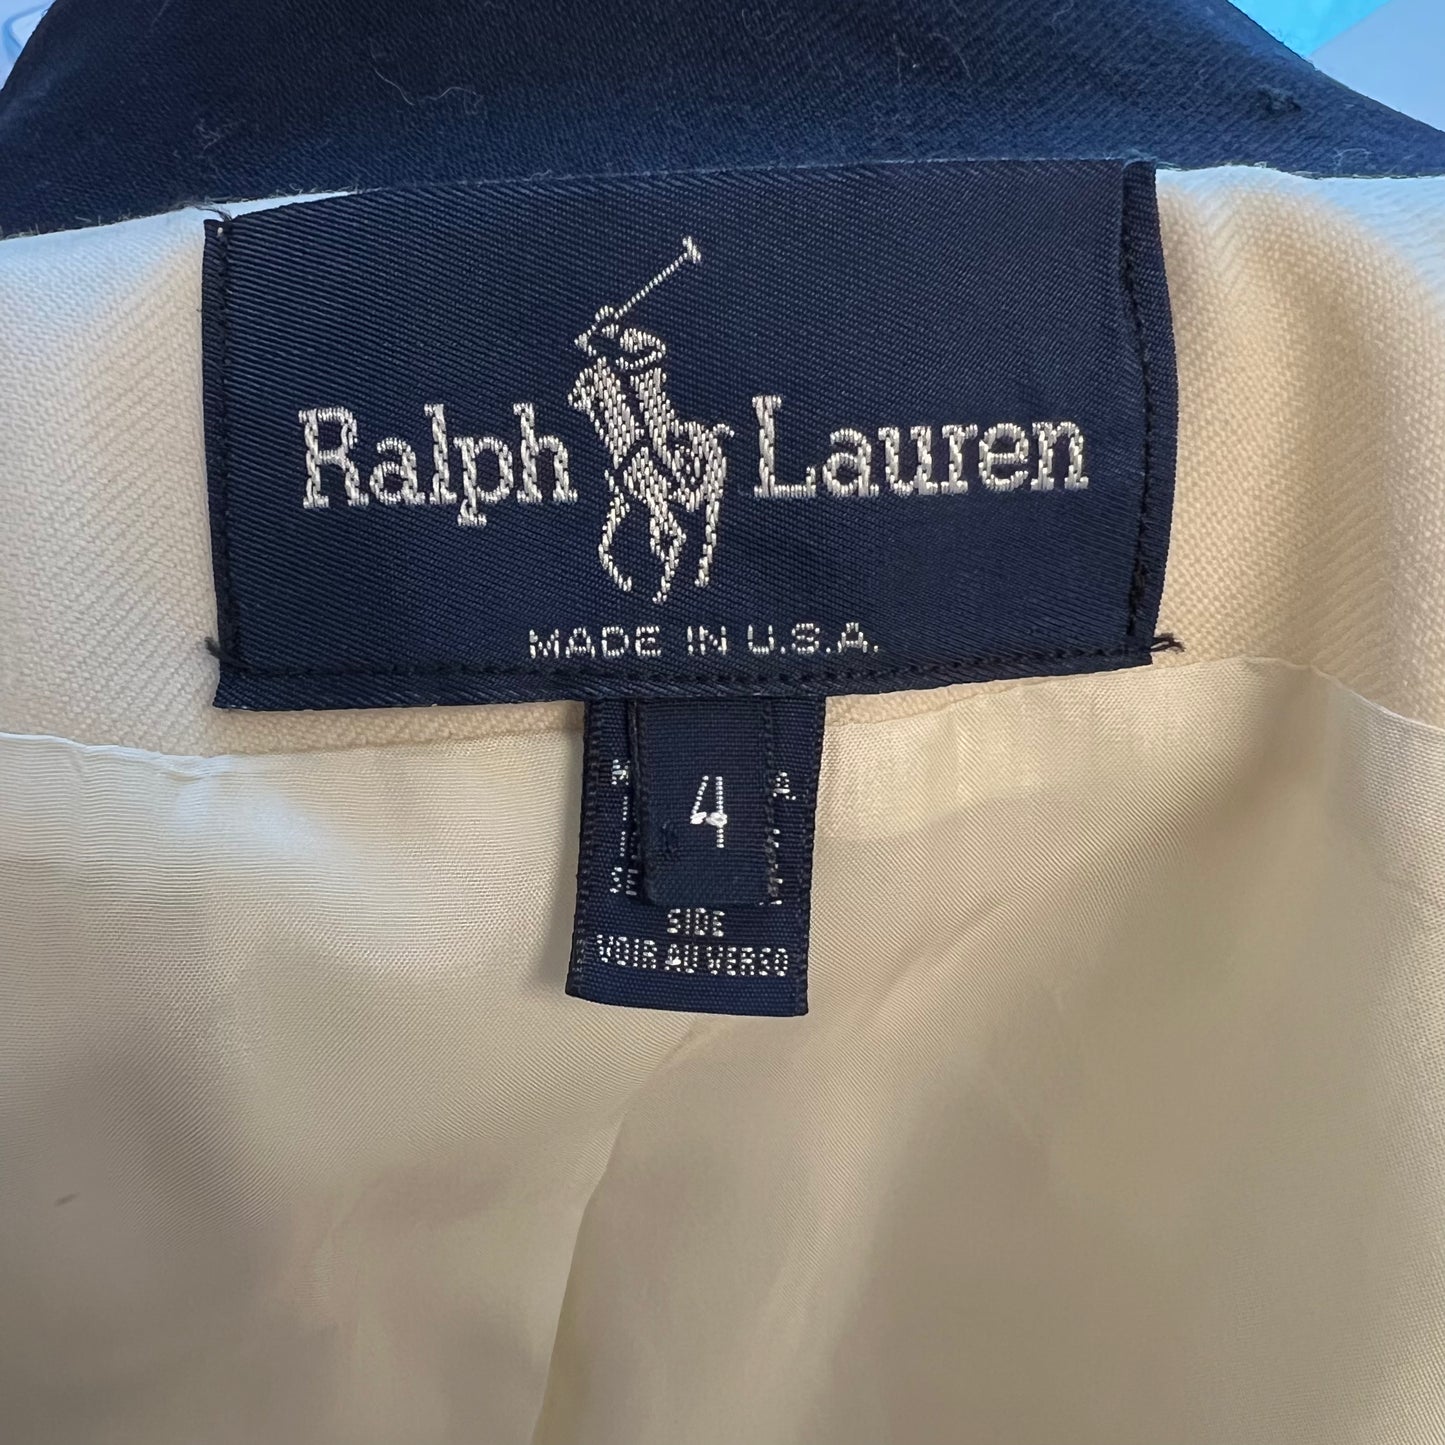 Ralph Lauren
MADE IN U.S.A.
4
SIDE
VOIR AU VERSO